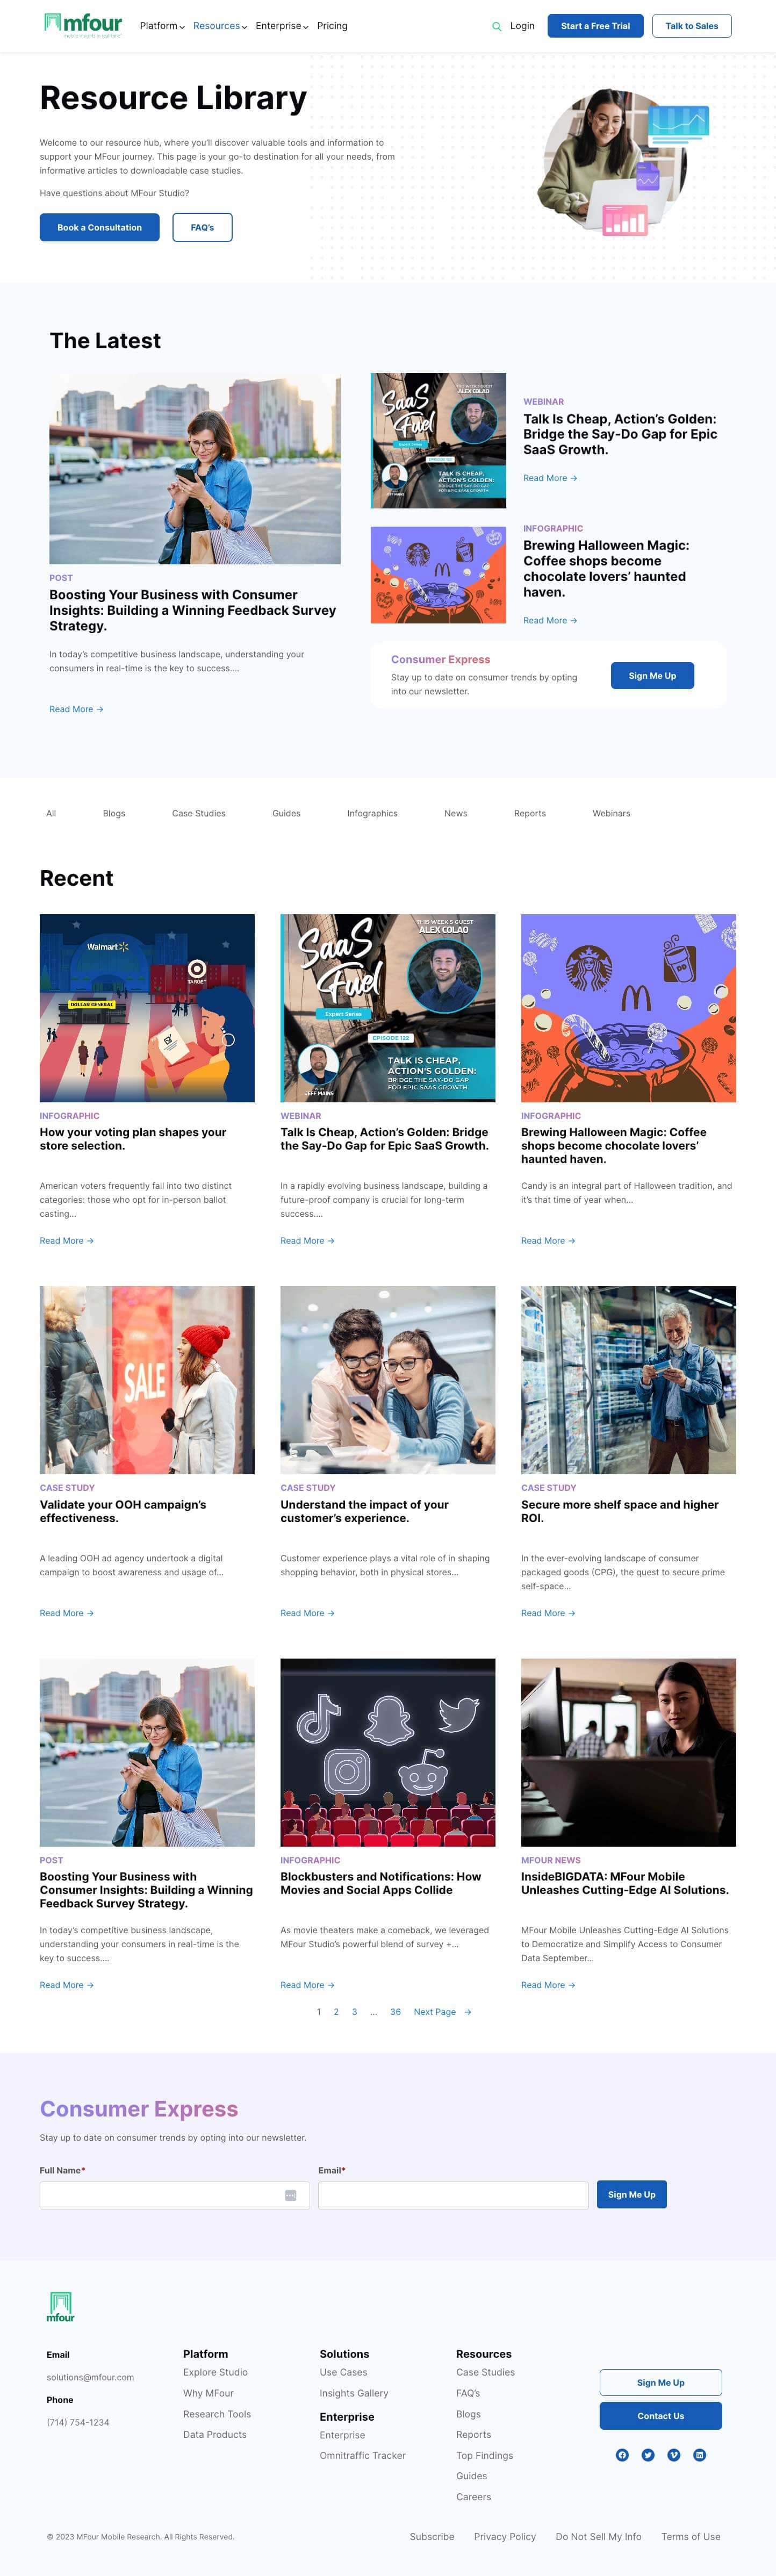 mfour
Platform
Resources
Enterprise
Pricing
Login
Start a Free Trial
Talk to Sales
Resource Library
Welcome to our resource hub, where you'll discover valuable tools and information to
support your MFour journey. This page is your go-to destination for all your needs, from
informative articles to downloadable case studies.
Have questions about MFour Studio?
Book a Consultation
FAQ's
The Latest
POST
Boosting Your Business with Consumer
Insights: Building a Winning Feedback Survey
Strategy.
In today's competitive business landscape, understanding your
consumers in real-time is the key to success....
Read More →
THIS WEEK'S GUEST
ALEX COLAO
SaaS
Fuel
Expert Series
EPISODE 122
TALK IS CHEAP,
ACTION'S GOLDEN:
BRIDGE THE SAY-DO GAP
FOR EPIC SAAS GROWTH
JEFF MAINS
WEBINAR
Talk Is Cheap, Action's Golden:
Bridge the Say-Do Gap for Epic
SaaS Growth.
Read More →
INFOGRAPHIC
Brewing Halloween Magic:
Coffee shops become
chocolate lovers' haunted
haven.
Read More →
Consumer Express
Stay up to date on consumer trends by opting
into our newsletter.
Sign Me Up
All
Blogs
Case Studies
Guides
Infographics
News
Reports
Webinars
Recent
Walmart
TARGET
DOLLAR GENERAL
INFOGRAPHIC
How your voting plan shapes your
store selection.
American voters frequently fall into two distinct
categories: those who opt for in-person ballot
casting...
Read More →
THIS WEEK'S GUEST
ALEX COLAO
SaaS
Fuel
Expert Series
EPISODE 122
TALK IS CHEAP,
ACTION'S GOLDEN:
BRIDGE THE SAY-DO GAP
FOR EPIC SAAS GROWTH
JEFF MAINS
WEBINAR
Talk Is Cheap, Action's Golden: Bridge
the Say-Do Gap for Epic SaaS Growth.
In a rapidly evolving business landscape, building a
future-proof company is crucial for long-term
success....
Read More →
INFOGRAPHIC
Brewing Halloween Magic: Coffee
shops become chocolate lovers'
haunted haven.
Candy is an integral part of Halloween tradition, and
it's that time of year when...
Read More →
SALE
CASE STUDY
Validate your OOH campaign's
effectiveness.
A leading OOH ad agency undertook a digital
campaign to boost awareness and usage of...
Read More →
CASE STUDY
Understand the impact of your
customer's experience.
Customer experience plays a vital role of in shaping
shopping behavior, both in physical stores...
Read More →
CASE STUDY
Secure more shelf space and higher
ROI.
In the ever-evolving landscape of consumer
packaged goods (CPG), the quest to secure prime
self-space...
Read More →
POST
Boosting Your Business with
Consumer Insights: Building a Winning
Feedback Survey Strategy.
In today's competitive business landscape,
understanding your consumers in real-time is the
key to success....
Read More →
INFOGRAPHIC
Blockbusters and Notifications: How
Movies and Social Apps Collide
As movie theaters make a comeback, we leveraged
MFour Studio's powerful blend of survey +...
Read More →
MFOUR NEWS
InsideBIGDATA: MFour Mobile
Unleashes Cutting-Edge AI Solutions.
MFour Mobile Unleashes Cutting-Edge AI Solutions
to Democratize and Simplify Access to Consumer
Data September...
Read More →
1 2 3 ... 36 Next Page →
Consumer Express
Stay up to date on consumer trends by opting into our newsletter.
Full Name*
Email*
Sign Me Up
mfour
Email
solutions@mfour.com
Phone
(714) 754-1234
Platform
Explore Studio
Why MFour
Research Tools
Data Products
Solutions
Use Cases
Insights Gallery
Enterprise
Enterprise
Omnitraffic Tracker
Resources
Case Studies
FAQ's
Blogs
Reports
Top Findings
Guides
Careers
Sign Me Up
Contact Us
© 2023 MFour Mobile Research. All Rights Reserved.
Subscribe
Privacy Policy
Do Not Sell My Info
Terms of Use